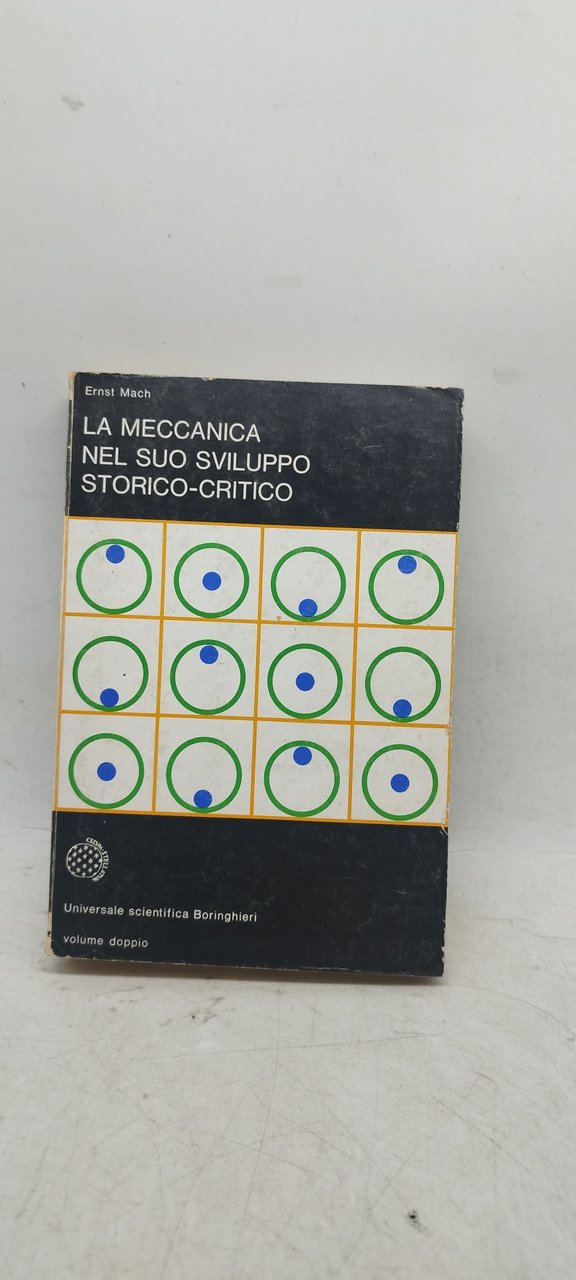 Ernst Mach
LA MECCANICA
NEL SUO SVILUPPO
STORICO-CRITICO
Universale scientifica Boringhieri
volume doppio